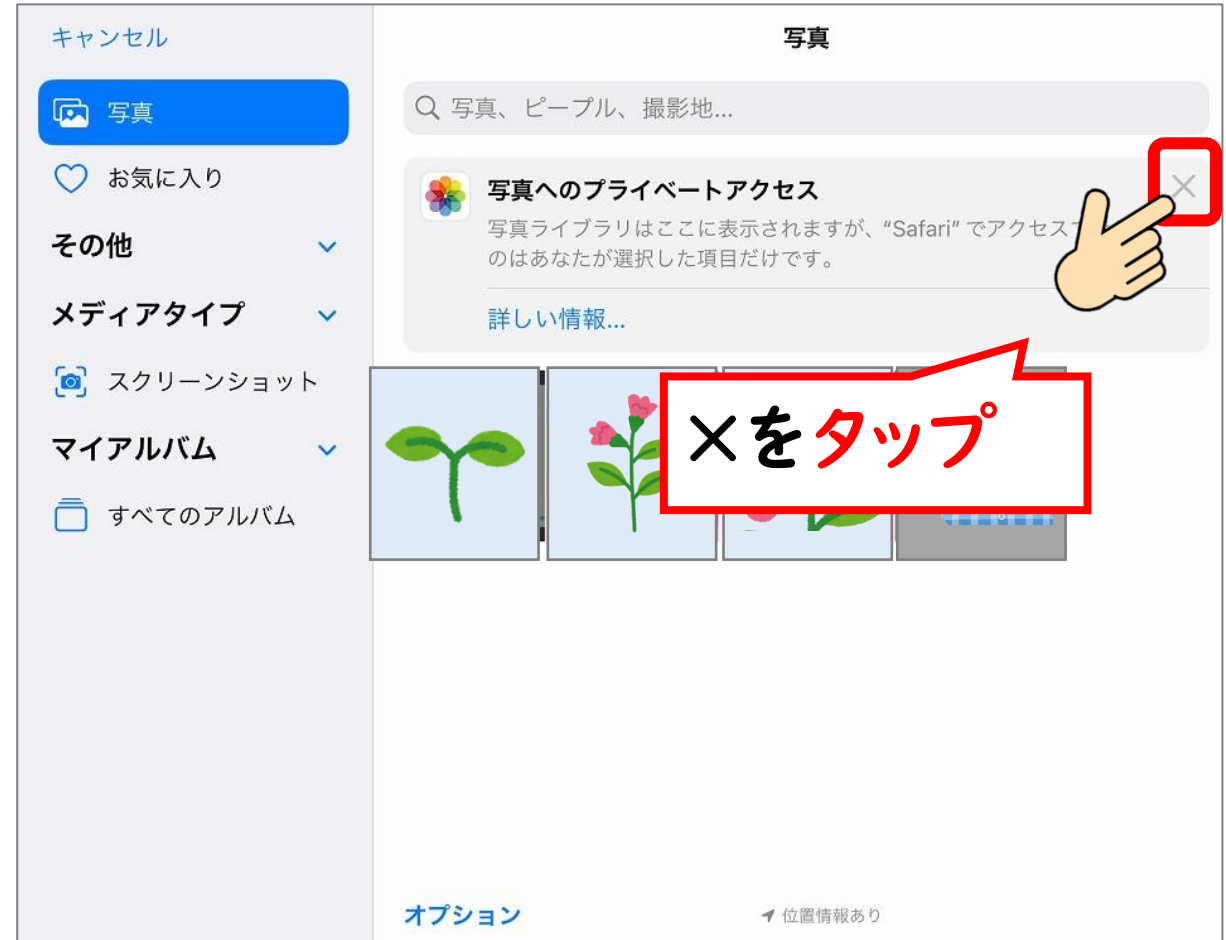 キャンセル
写真
写真
お気に入り
その他
メディアタイプ
スクリーンショット
マイアルバム
すべてのアルバム
写真、ピープル、撮影地...
写真へのプライベートアクセス
写真ライブラリはここに表示されますが、“Safari” でアクセス
のはあなたが選択した項目だけです。
詳しい情報...
×をタップ
オプション
位置情報あり